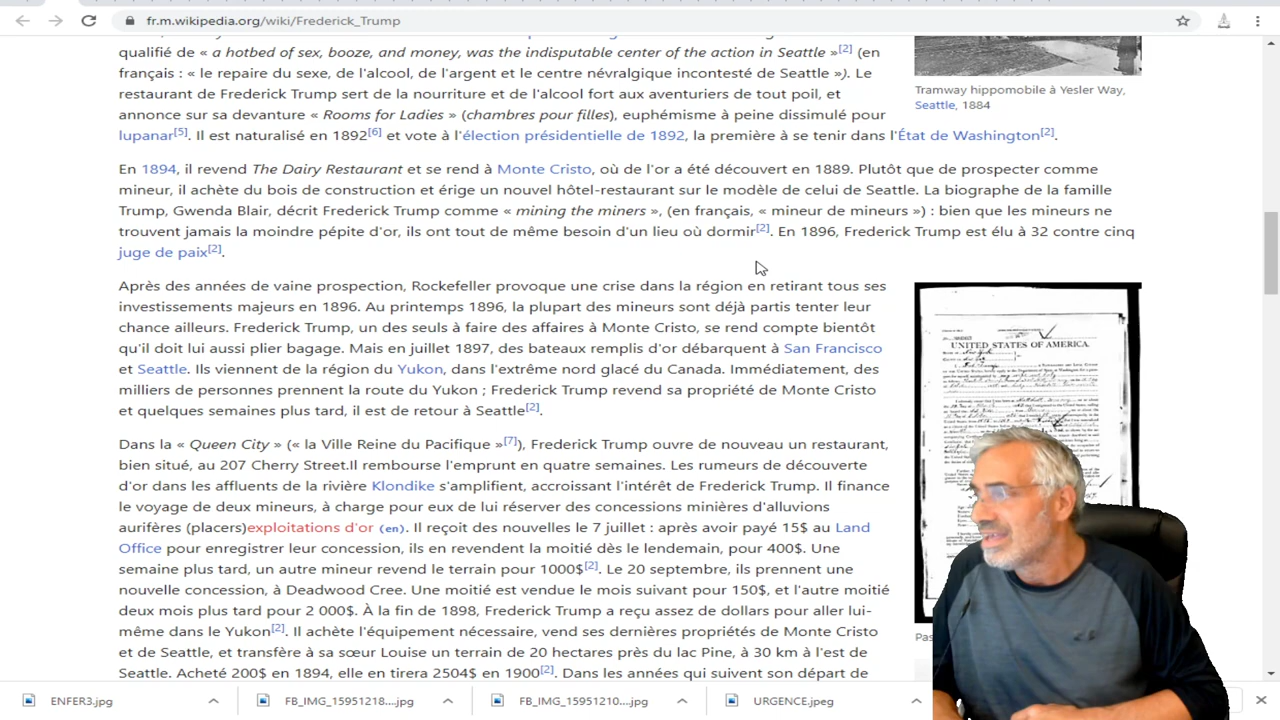 fr.m.wikipedia.org/wiki/Frederick_Trump
qualifié de « a hotbed of sex, booze, and money, was the indisputable center of the action in Seattle »[2] (en
français : « le repaire du sexe, de l'alcool, de l'argent et le centre névralgique incontesté de Seattle »). Le
restaurant de Frederick Trump sert de la nourriture et de l'alcool fort aux aventuriers de tout poil, et
annonce sur sa devanture « Rooms for Ladies » (chambres pour filles), euphémisme à peine dissimulé pour
lupanar[5]. Il est naturalisé en 1892[6] et vote à l'élection présidentielle de 1892, la première à se tenir dans l'État de Washington[2].
Tramway hippomobile à Yesler Way,
Seattle, 1884
En 1894, il revend The Dairy Restaurant et se rend à Monte Cristo, où de l'or a été découvert en 1889. Plutôt que de prospecter comme
mineur, il achète du bois de construction et érige un nouvel hôtel-restaurant sur le modèle de celui de Seattle. La biographe de la famille
Trump, Gwenda Blair, décrit Frederick Trump comme « mining the miners », (en français, « mineur de mineurs ») : bien que les mineurs ne
trouvent jamais la moindre pépite d'or, ils ont tout de même besoin d'un lieu où dormir[2]. En 1896, Frederick Trump est élu à 32 contre cinq
juge de paix[2].
Après des années de vaine prospection, Rockefeller provoque une crise dans la région en retirant tous ses
investissements majeurs en 1896. Au printemps 1896, la plupart des mineurs sont déjà partis tenter leur
chance ailleurs. Frederick Trump, un des seuls à faire des affaires à Monte Cristo, se rend compte bientôt
qu'il doit lui aussi plier bagage. Mais en juillet 1897, des bateaux remplis d'or débarquent à San Francisco
et Seattle. Ils viennent de la région du Yukon, dans l'extrême nord glacé du Canada. Immédiatement, des
milliers de personnes partent en direction du Yukon ; Frederick Trump revend sa propriété de Monte Cristo
et quelques semaines plus tard, il est de retour à Seattle[2].
Dans la « Queen City » (« la Ville reine du Pacifique »[7]), Frederick Trump ouvre de nouveau un restaurant,
bien situé, au 207 Cherry Street.Il rembourse l'emprunt en quatre semaines. Les rumeurs de découverte
d'or dans les affluents de la rivière Klondike s'amplifient, accroissant l'intérêt de Frederick Trump. Il finance
le voyage de deux mineurs, à charge pour eux de lui réserver des concessions minières d'alluvions
aurifères (placers)exploitations d'or (en). Il reçoit des nouvelles le 7 juillet : après avoir payé 15$ au Land
Office pour enregistrer leur concession, ils en revendent la moitié dès le lendemain, pour 400$. Une
semaine plus tard, un autre mineur revend le terrain pour 1000$[2]. Le 20 septembre, ils prennent une
nouvelle concession, à Deadwood Cree. Une moitié est vendue le mois suivant pour 150$, et l'autre moitié
deux mois plus tard pour 2 000$. À la fin de 1898, Frederick Trump a reçu assez de dollars pour aller lui-
même dans le Yukon[2]. Il achète l'équipement nécessaire, vend ses dernières propriétés de Monte Cristo
et de Seattle, et transfère à sa sœur Louise un terrain de 20 hectares près du lac Pine, à 30 km à l'est de
Seattle. Acheté 200$ en 1894, elle en tirera 2504$ en 1900[2]. Dans les années qui suivent son départ de
UNITED STATES OF AMERICA.
ENFER3.jpg
FB_IMG_15951218....jpg
FB_IMG_15951210....jpg
URGENCE.jpeg